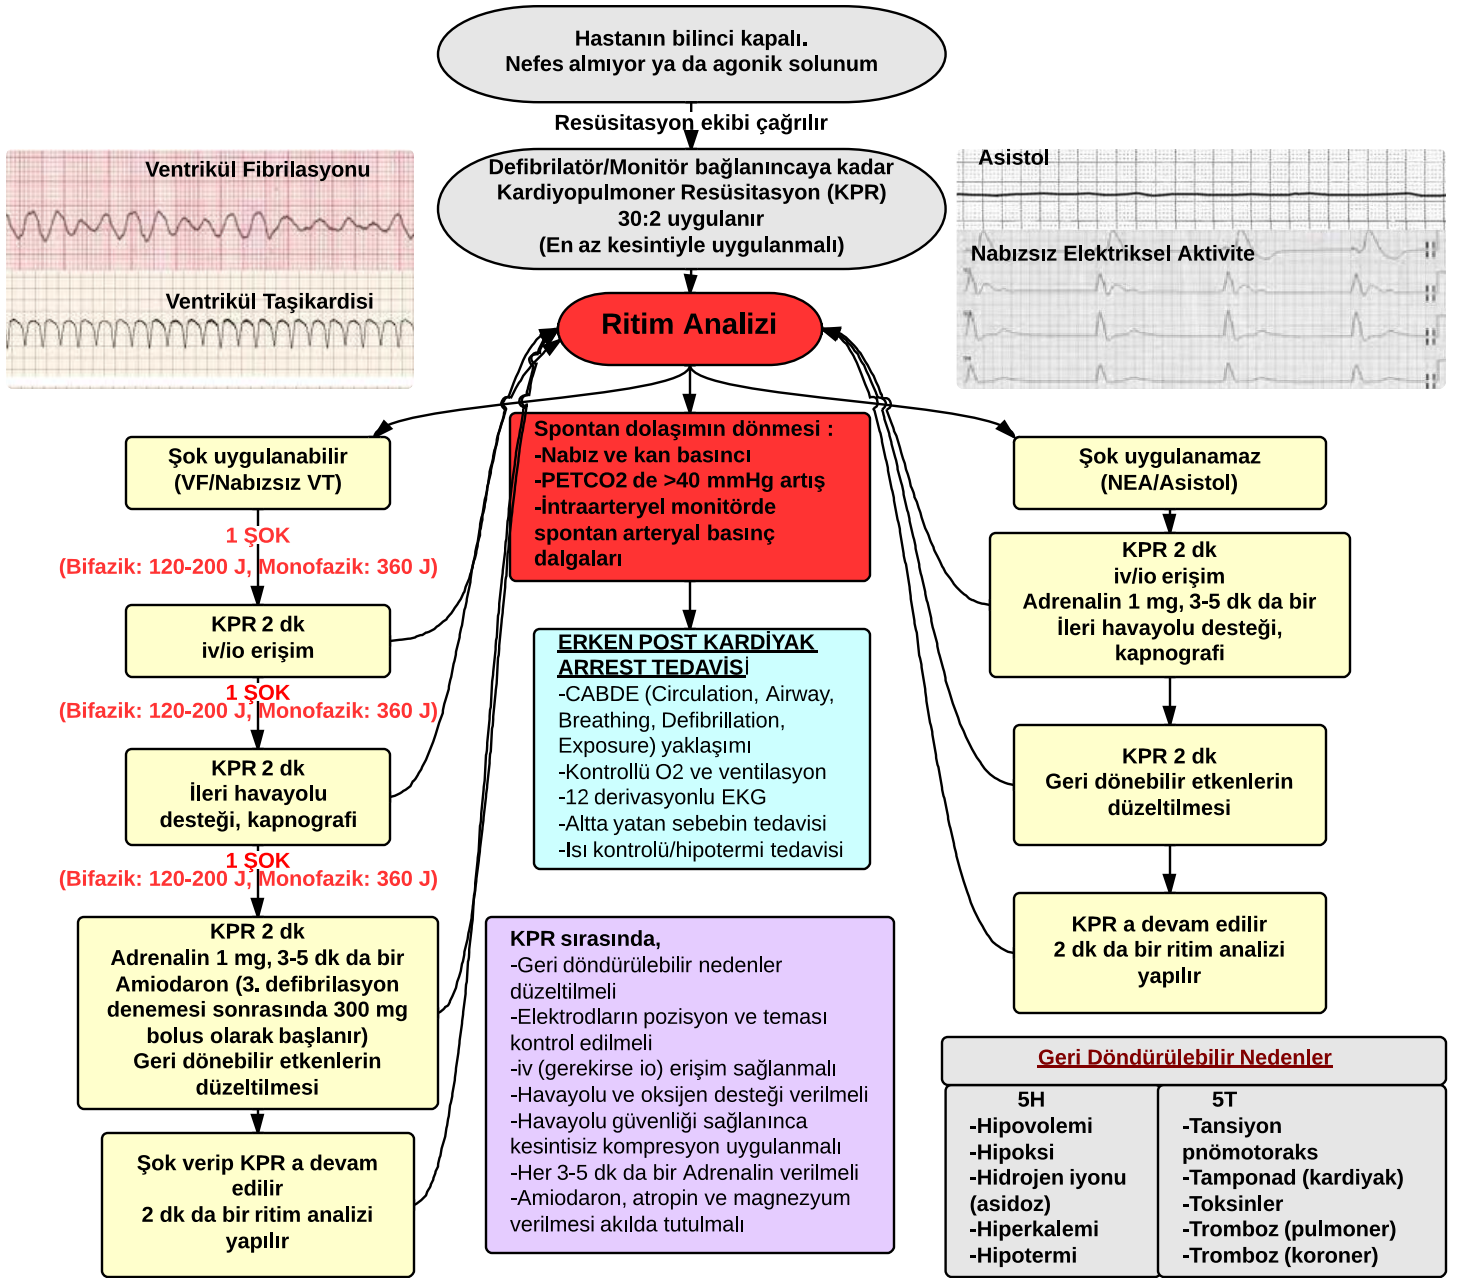 Hastanın bilinci kapalı.
Nefes almıyor ya da agonik solunum
Resüsitasyon ekibi çağrılır
Defibrilatör/Monitör bağlanıncaya kadar
Kardiyopulmoner Resüsitasyon (KPR)
30:2 uygulanır
(En az kesintiyle uygulanmalı)
Ventrikül Fibrilasyonu
Ventrikül Taşikardisi
Asistol
Nabızsız Elektriksel Aktivite
Ritim Analizi
Şok uygulanabilir
(VF/Nabızsız VT)
1 ŞOK
(Bifazik: 120-200 J, Monofazik: 360 J)
KPR 2 dk
iv/io erişim
1 ŞOK
(Bifazik: 120-200 J, Monofazik: 360 J)
KPR 2 dk
İleri havayolu
desteği, kapnografi
1 ŞOK
(Bifazik: 120-200 J, Monofazik: 360 J)
KPR 2 dk
Adrenalin 1 mg, 3-5 dk da bir
Amiodaron (3. defibrilasyon
denemesi sonrasında 300 mg
bolus olarak başlanır)
Geri dönebilir etkenlerin
düzeltilmesi
Şok verip KPR a devam
edilir
2 dk da bir ritim analizi
yapılır
Spontan dolaşımın dönmesi :
-Nabız ve kan basıncı
-PETCO2 de >40 mmHg artış
-İntraarteryel monitörde
spontan arteryal basınç
dalgaları
ERKEN POST KARDİYAK
ARREST TEDAVİSİ
-CABDE (Circulation, Airway,
Breathing, Defibrillation,
Exposure) yaklaşımı
-Kontrollü O2 ve ventilasyon
-12 derivasyonlu EKG
-Altta yatan sebebin tedavisi
-Isı kontrolü/hipotermi tedavisi
KPR sırasında,
-Geri döndürülebilir nedenler
düzeltilmeli
-Elektrodların pozisyon ve teması
kontrol edilmeli
-iv (gerekirse io) erişim sağlanmalı
-Havayolu ve oksijen desteği verilmeli
-Havayolu güvenliği sağlanınca
kesintisiz kompresyon uygulanmalı
-Her 3-5 dk da bir Adrenalin verilmeli
-Amiodaron, atropin ve magnezyum
verilmesi akılda tutulmalı
Şok uygulanamaz
(NEA/Asistol)
KPR 2 dk
iv/io erişim
Adrenalin 1 mg, 3-5 dk da bir
İleri havayolu desteği,
kapnografi
KPR 2 dk
Geri dönebilir etkenlerin
düzeltilmesi
KPR a devam edilir
2 dk da bir ritim analizi
yapılır
Geri Döndürülebilir Nedenler
5H
-Hipovolemi
-Hipoksi
-Hidrojen iyonu
(asidoz)
-Hiperkalemi
-Hipotermi
5T
-Tansiyon
pnömotoraks
-Tamponad (kardiyak)
-Toksinler
-Tromboz (pulmoner)
-Tromboz (koroner)